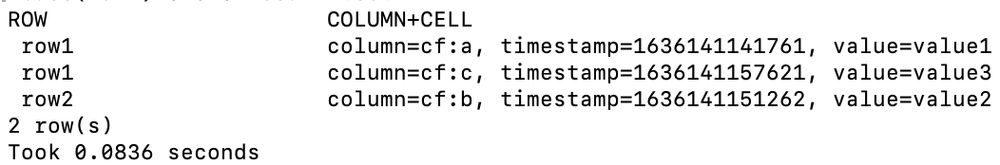 ROW COLUMN+CELL
row1 column=cf:a, timestamp=1636141141761, value=value1
row1 column=cf:c, timestamp=1636141157621, value=value3
row2 column=cf:b, timestamp=1636141151262, value=value2
2 row(s)
Took 0.0836 seconds